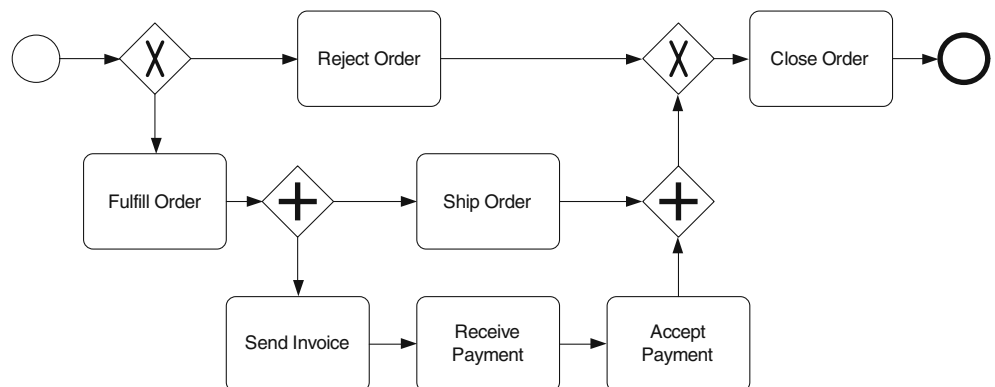 Reject Order
Close Order
Fulfill Order
Ship Order
Send Invoice
Receive
Payment
Accept
Payment